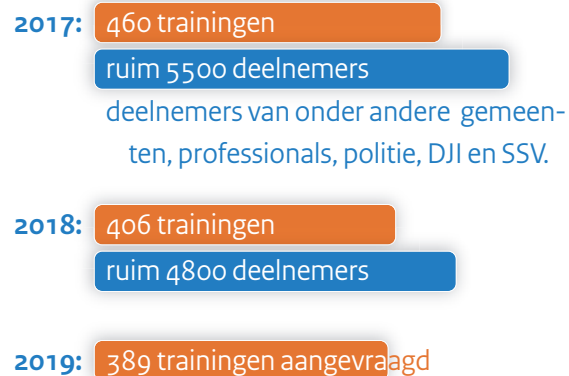 2017: 460 trainingen
ruim 5500 deelnemers
deelnemers van onder andere gemeen-
ten, professionals, politie, DJI en SSV.
2018: 406 trainingen
ruim 4800 deelnemers
2019: 389 trainingen aangevraagd